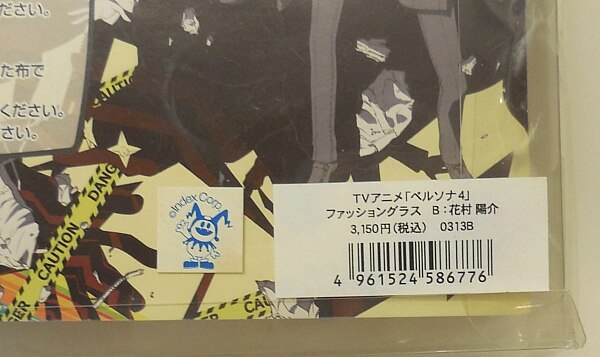 ださい。
た布で
ください。
さい。
CAUTION
DANG
CAUTION
GER
CAUTION
©Index Corp.
TVアニメ「ペルソナ4」
ファッショングラス B：花村 陽介
3,150円(税込) 0313B
4 961524 586776